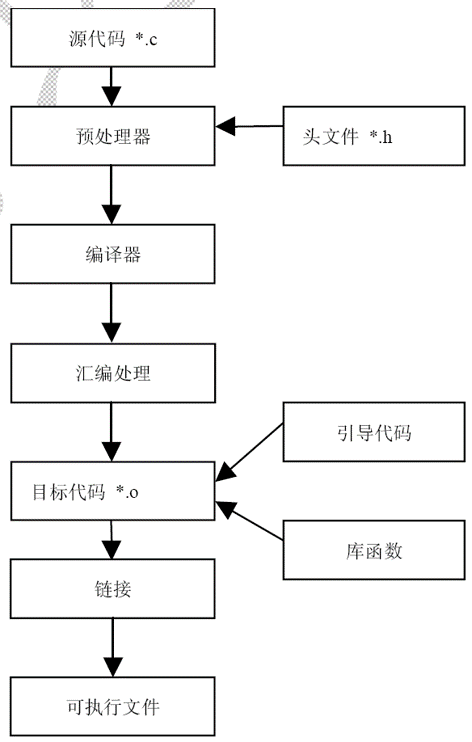 源代码 *.c
预处理器
头文件 *.h
编译器
汇编处理
引导代码
目标代码 *.o
库函数
链接
可执行文件